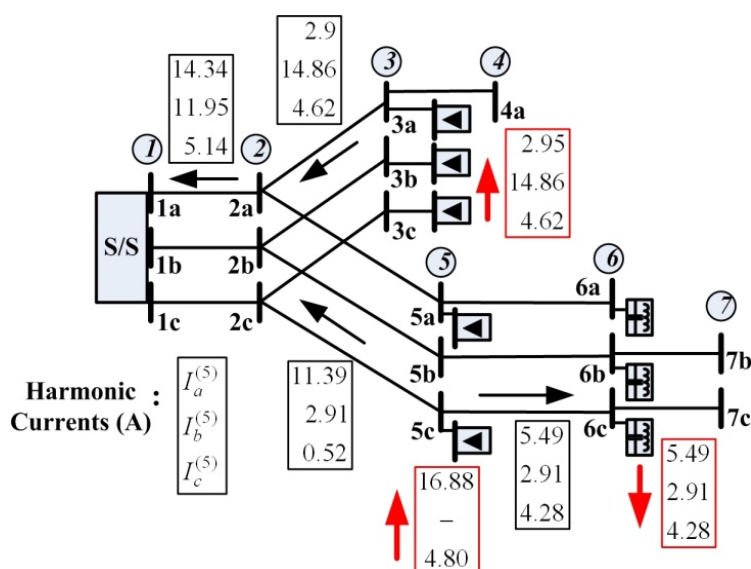 2.9
14.86
4.62
14.34
11.95
5.14
3
4
4a
3a
3b
3c
2.95
14.86
4.62
1
2
1a
2a
S/S
1b
2b
1c
2c
5
6
7
5a
6a
5b
6b
7b
5c
6c
7c
Harmonic
Currents (A) :
I_a^(5)
I_b^(5)
I_c^(5)
11.39
2.91
0.52
16.88
–
4.80
5.49
2.91
4.28
5.49
2.91
4.28